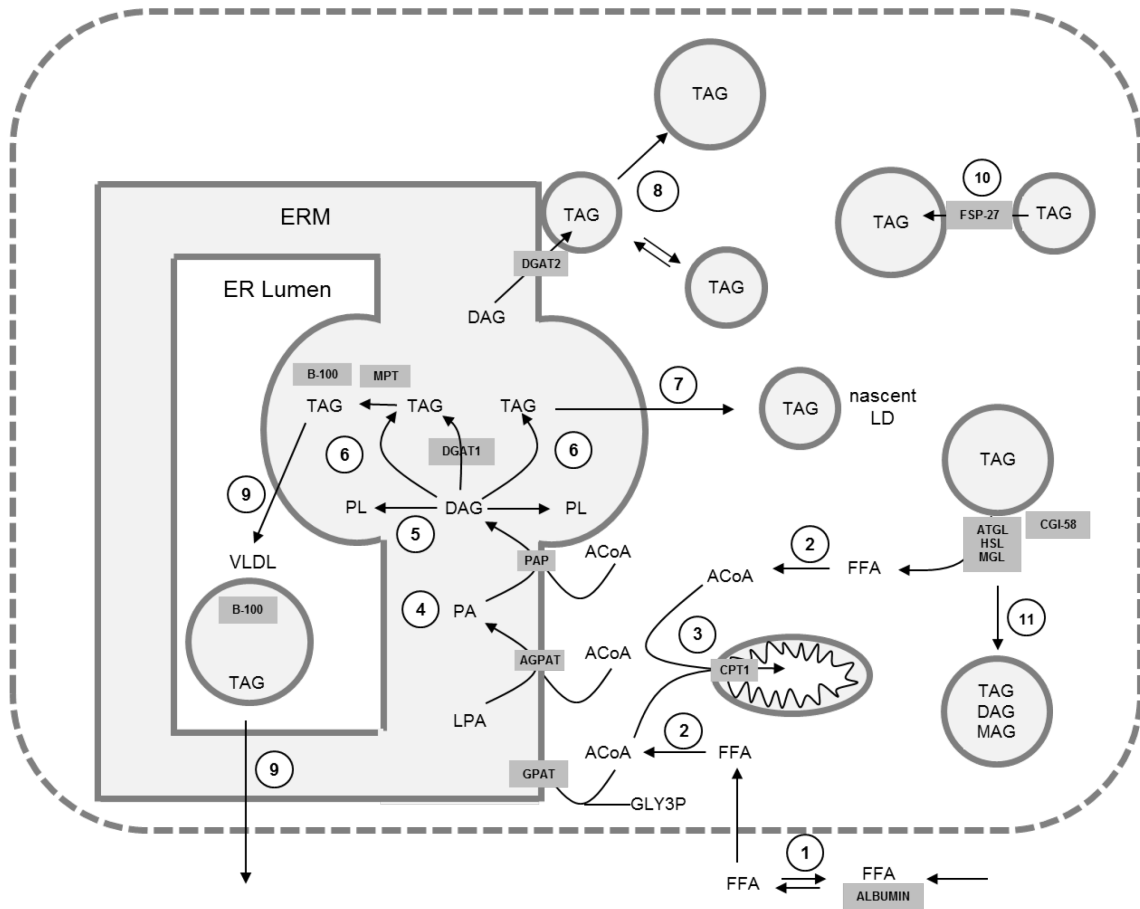 TAG
10
TAG
FSP-27
TAG
8
ERM
TAG
DGAT2
TAG
ER Lumen
DAG
B-100
MPT
7
TAG
TAG
TAG
TAG
nascent
LD
6
DGAT1
6
TAG
9
PL
DAG
PL
5
ATGL
HSL
MGL
CGI-58
VLDL
PAP
ACoA
2
ACoA
FFA
B-100
4
PA
11
3
TAG
AGPAT
ACoA
CPT1
TAG
DAG
MAG
LPA
2
9
GPAT
ACoA
FFA
GLY3P
1
FFA
FFA
ALBUMIN